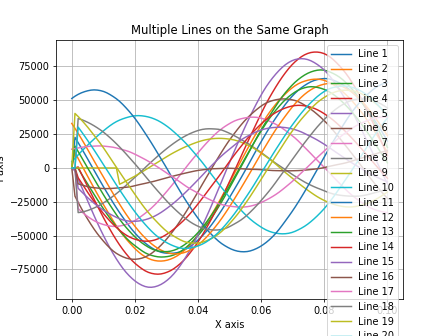 Multiple Lines on the Same Graph
75000
50000
25000
0
−25000
−50000
−75000
0.00
0.02
0.04
0.06
0.08
X axis
axis
Line 1
Line 2
Line 3
Line 4
Line 5
Line 6
Line 7
Line 8
Line 9
Line 10
Line 11
Line 12
Line 13
Line 14
Line 15
Line 16
Line 17
Line 18
Line 19
Line 20